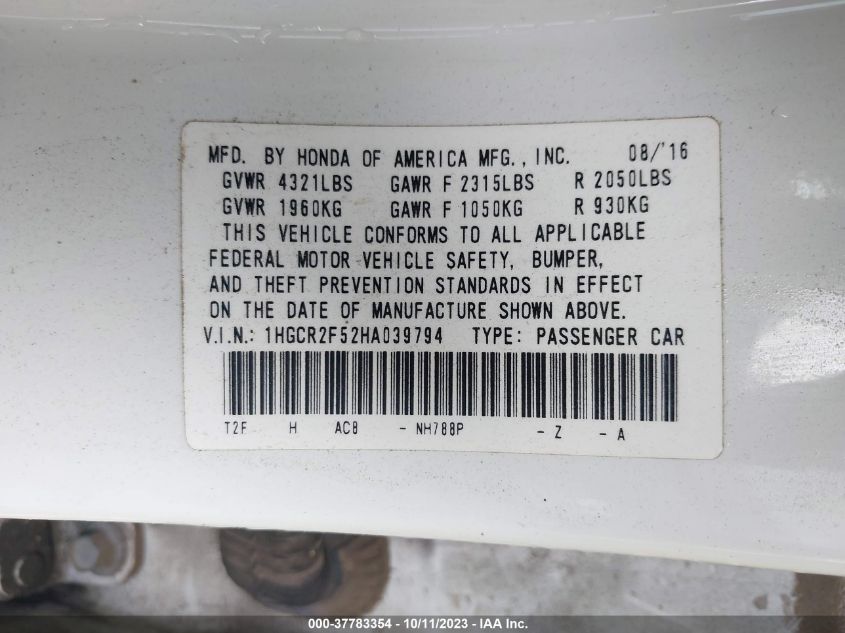 MFD. BY HONDA OF AMERICA MFG., INC. 08/'16
GVWR 4321LBS GAWR F 2315LBS R 2050LBS
GVWR 1960KG GAWR F 1050KG R 930KG
THIS VEHICLE CONFORMS TO ALL APPLICABLE
FEDERAL MOTOR VEHICLE SAFETY, BUMPER,
AND THEFT PREVENTION STANDARDS IN EFFECT
ON THE DATE OF MANUFACTURE SHOWN ABOVE.
V.I.N.: 1HGCR2F52HA039794 TYPE: PASSENGER CAR
T2F H AC8 - NH788P - Z - A
000-37783354 - 10/11/2023 - IAA Inc.